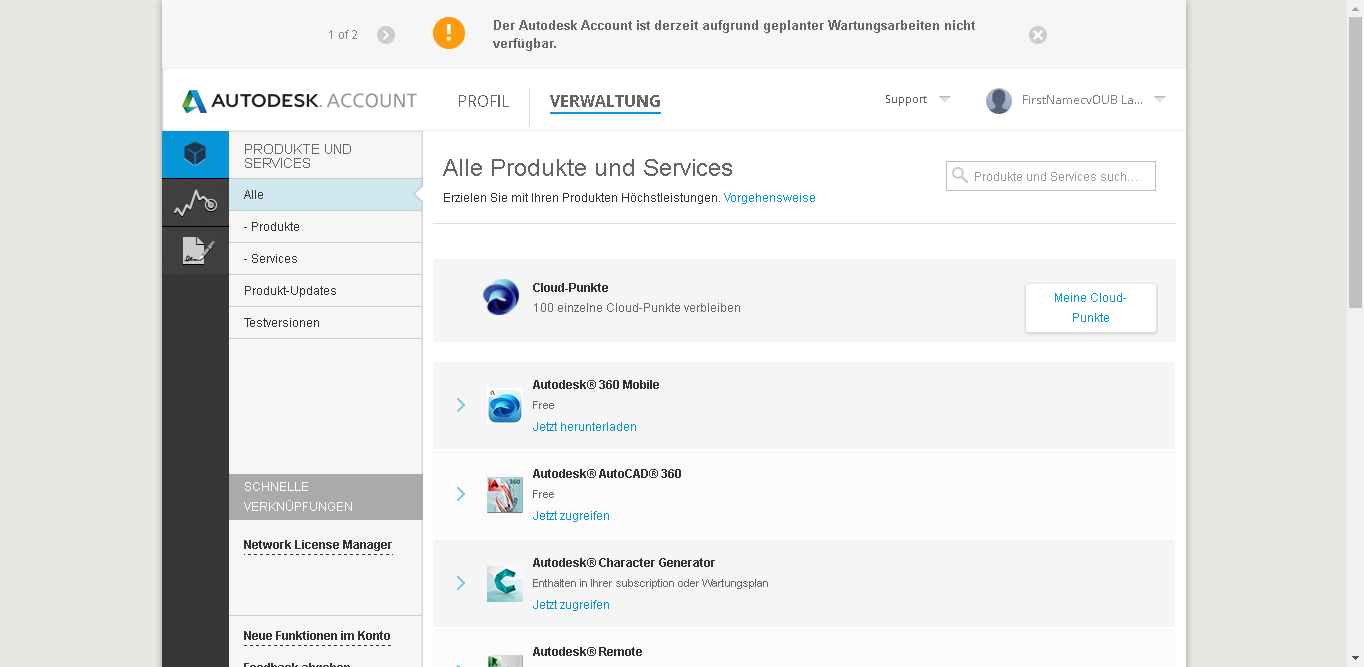 1 of 2
Der Autodesk Account ist derzeit aufgrund geplanter Wartungsarbeiten nicht
verfügbar.
AUTODESK. ACCOUNT
PROFIL
VERWALTUNG
Support
FirstNamecvOUB La...
PRODUKTE UND
SERVICES
Alle
- Produkte
- Services
Produkt-Updates
Testversionen
SCHNELLE
VERKNÜPFUNGEN
Network License Manager
Neue Funktionen im Konto
Feedback abgeben
Alle Produkte und Services
Erzielen Sie mit Ihren Produkten Höchstleistungen. Vorgehensweise
Produkte und Services such...
Cloud-Punkte
100 einzelne Cloud-Punkte verbleiben
Meine Cloud-
Punkte
Autodesk® 360 Mobile
Free
Jetzt herunterladen
360
Autodesk® AutoCAD® 360
Free
Jetzt zugreifen
Autodesk® Character Generator
Enthalten in Ihrer subscription oder Wartungsplan
Jetzt zugreifen
Autodesk® Remote